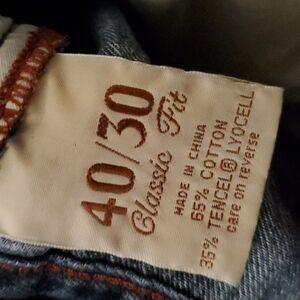 40/30
Classic Fit
MADE IN CHINA
65% COTTON
35% TENCEL® LYOCELL
care on reverse